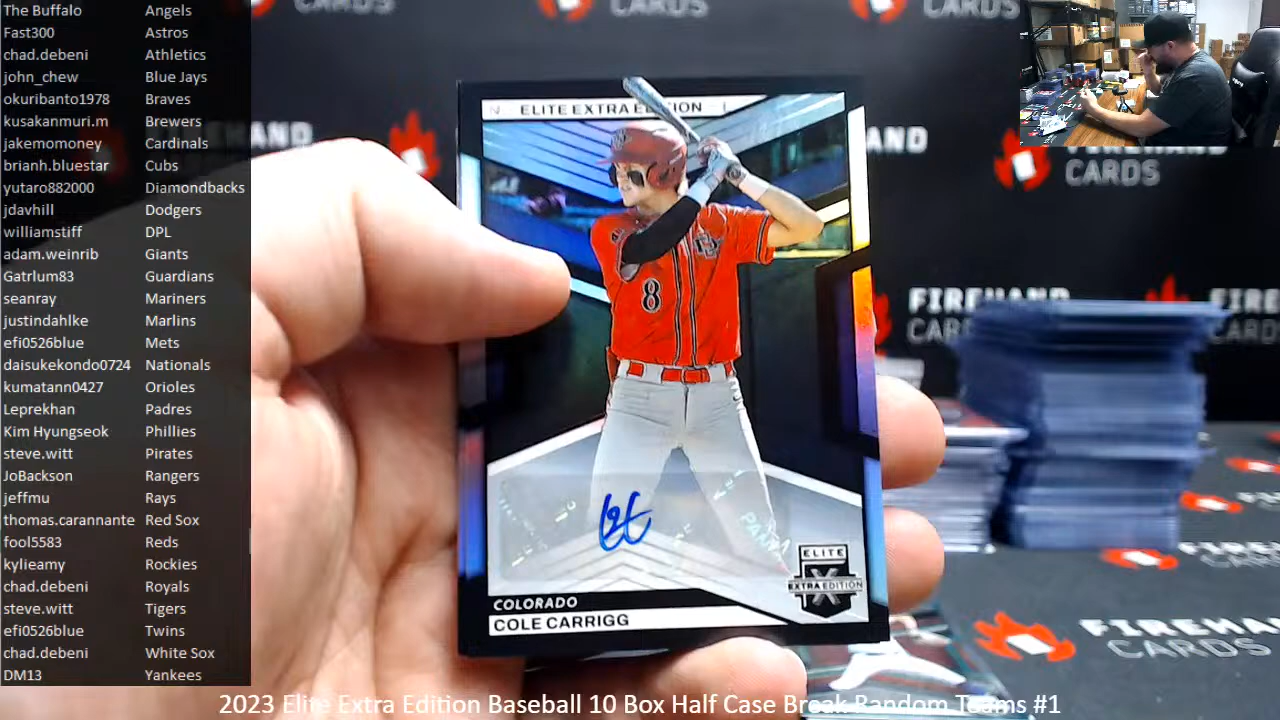 The Buffalo Angels
Fast300 Astros
chad.debeni Athletics
john_chew Blue Jays
okuribanto1978 Braves
kusakanmuri.m Brewers
jakemomoney Cardinals
brianh.bluestar Cubs
yutaro882000 Diamondbacks
jdavhill Dodgers
williamstiff DPL
adam.weinrib Giants
Gatrlum83 Guardians
seanray Mariners
justindahlke Marlins
efi0526blue Mets
daisukekondo0724 Nationals
kumatann0427 Orioles
Leprekhan Padres
Kim Hyungseok Phillies
steve.witt Pirates
JoBackson Rangers
jeffmu Rays
thomas.carannante Red Sox
fool5583 Reds
kylieamy Rockies
chad.debeni Royals
steve.witt Tigers
efi0526blue Twins
chad.debeni White Sox
DM13 Yankees
CARDS
CARDS
CARDS
FIREHAND
CARDS
ELITE EXTRA EDITION
8
ELITE
EXTRA EDITION
COLORADO
COLE CARRIGG
FIREHAND
CARDS
2023 Elite Extra Edition Baseball 10 Box Half Case Break Random Teams #1